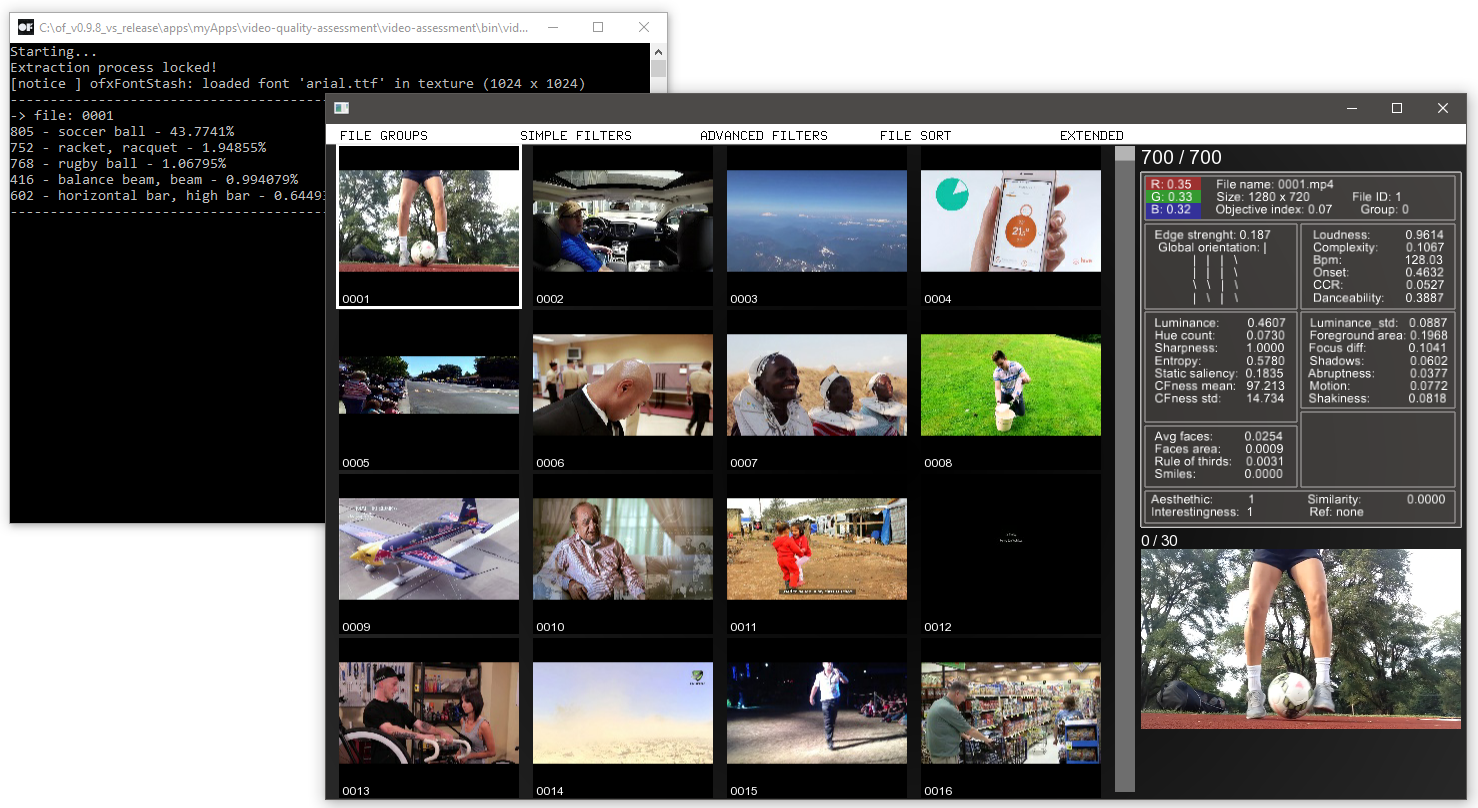 C:\of_v0.9.8_vs_release\apps\myApps\video-quality-assessment\video-assessment\bin\vid...
Starting...
Extraction process locked!
[notice ] ofxFontStash: loaded font 'arial.ttf' in texture (1024 x 1024)
-> file: 0001
805 - soccer ball - 43.7741%
752 - racket, racquet - 1.94855%
768 - rugby ball - 1.06795%
416 - balance beam, beam - 0.994079%
602 - horizontal bar, high bar - 0.6449
FILE GROUPS SIMPLE FILTERS ADVANCED FILTERS FILE SORT EXTENDED
0001 0002 0003 0004
0005 0006 0007 0008
0009 0010 0011 0012
0013 0014 0015 0016
700 / 700
R: 0.35 File name: 0001.mp4
G: 0.33 Size: 1280 x 720 File ID: 1
B: 0.32 Objective index: 0.07 Group: 0
Edge strenght: 0.187
Global orientation: |
| | | \
| | | \
\ \ | \
| \ | \
Loudness: 0.9614
Complexity: 0.1067
Bpm: 128.03
Onset: 0.4632
CCR: 0.0527
Danceability: 0.3887
Luminance: 0.4607
Hue count: 0.0730
Sharpness: 1.0000
Entropy: 0.5780
Static saliency: 0.1835
CFness mean: 97.213
CFness std: 14.734
Luminance_std: 0.0887
Foreground area: 0.1968
Focus diff: 0.1041
Shadows: 0.0602
Abruptness: 0.0377
Motion: 0.0772
Shakiness: 0.0818
Avg faces: 0.0254
Faces area: 0.0009
Rule of thirds: 0.0031
Smiles: 0.0000
Aesthethic: 1 Similarity: 0.0000
Interestingness: 1 Ref: none
0 / 30